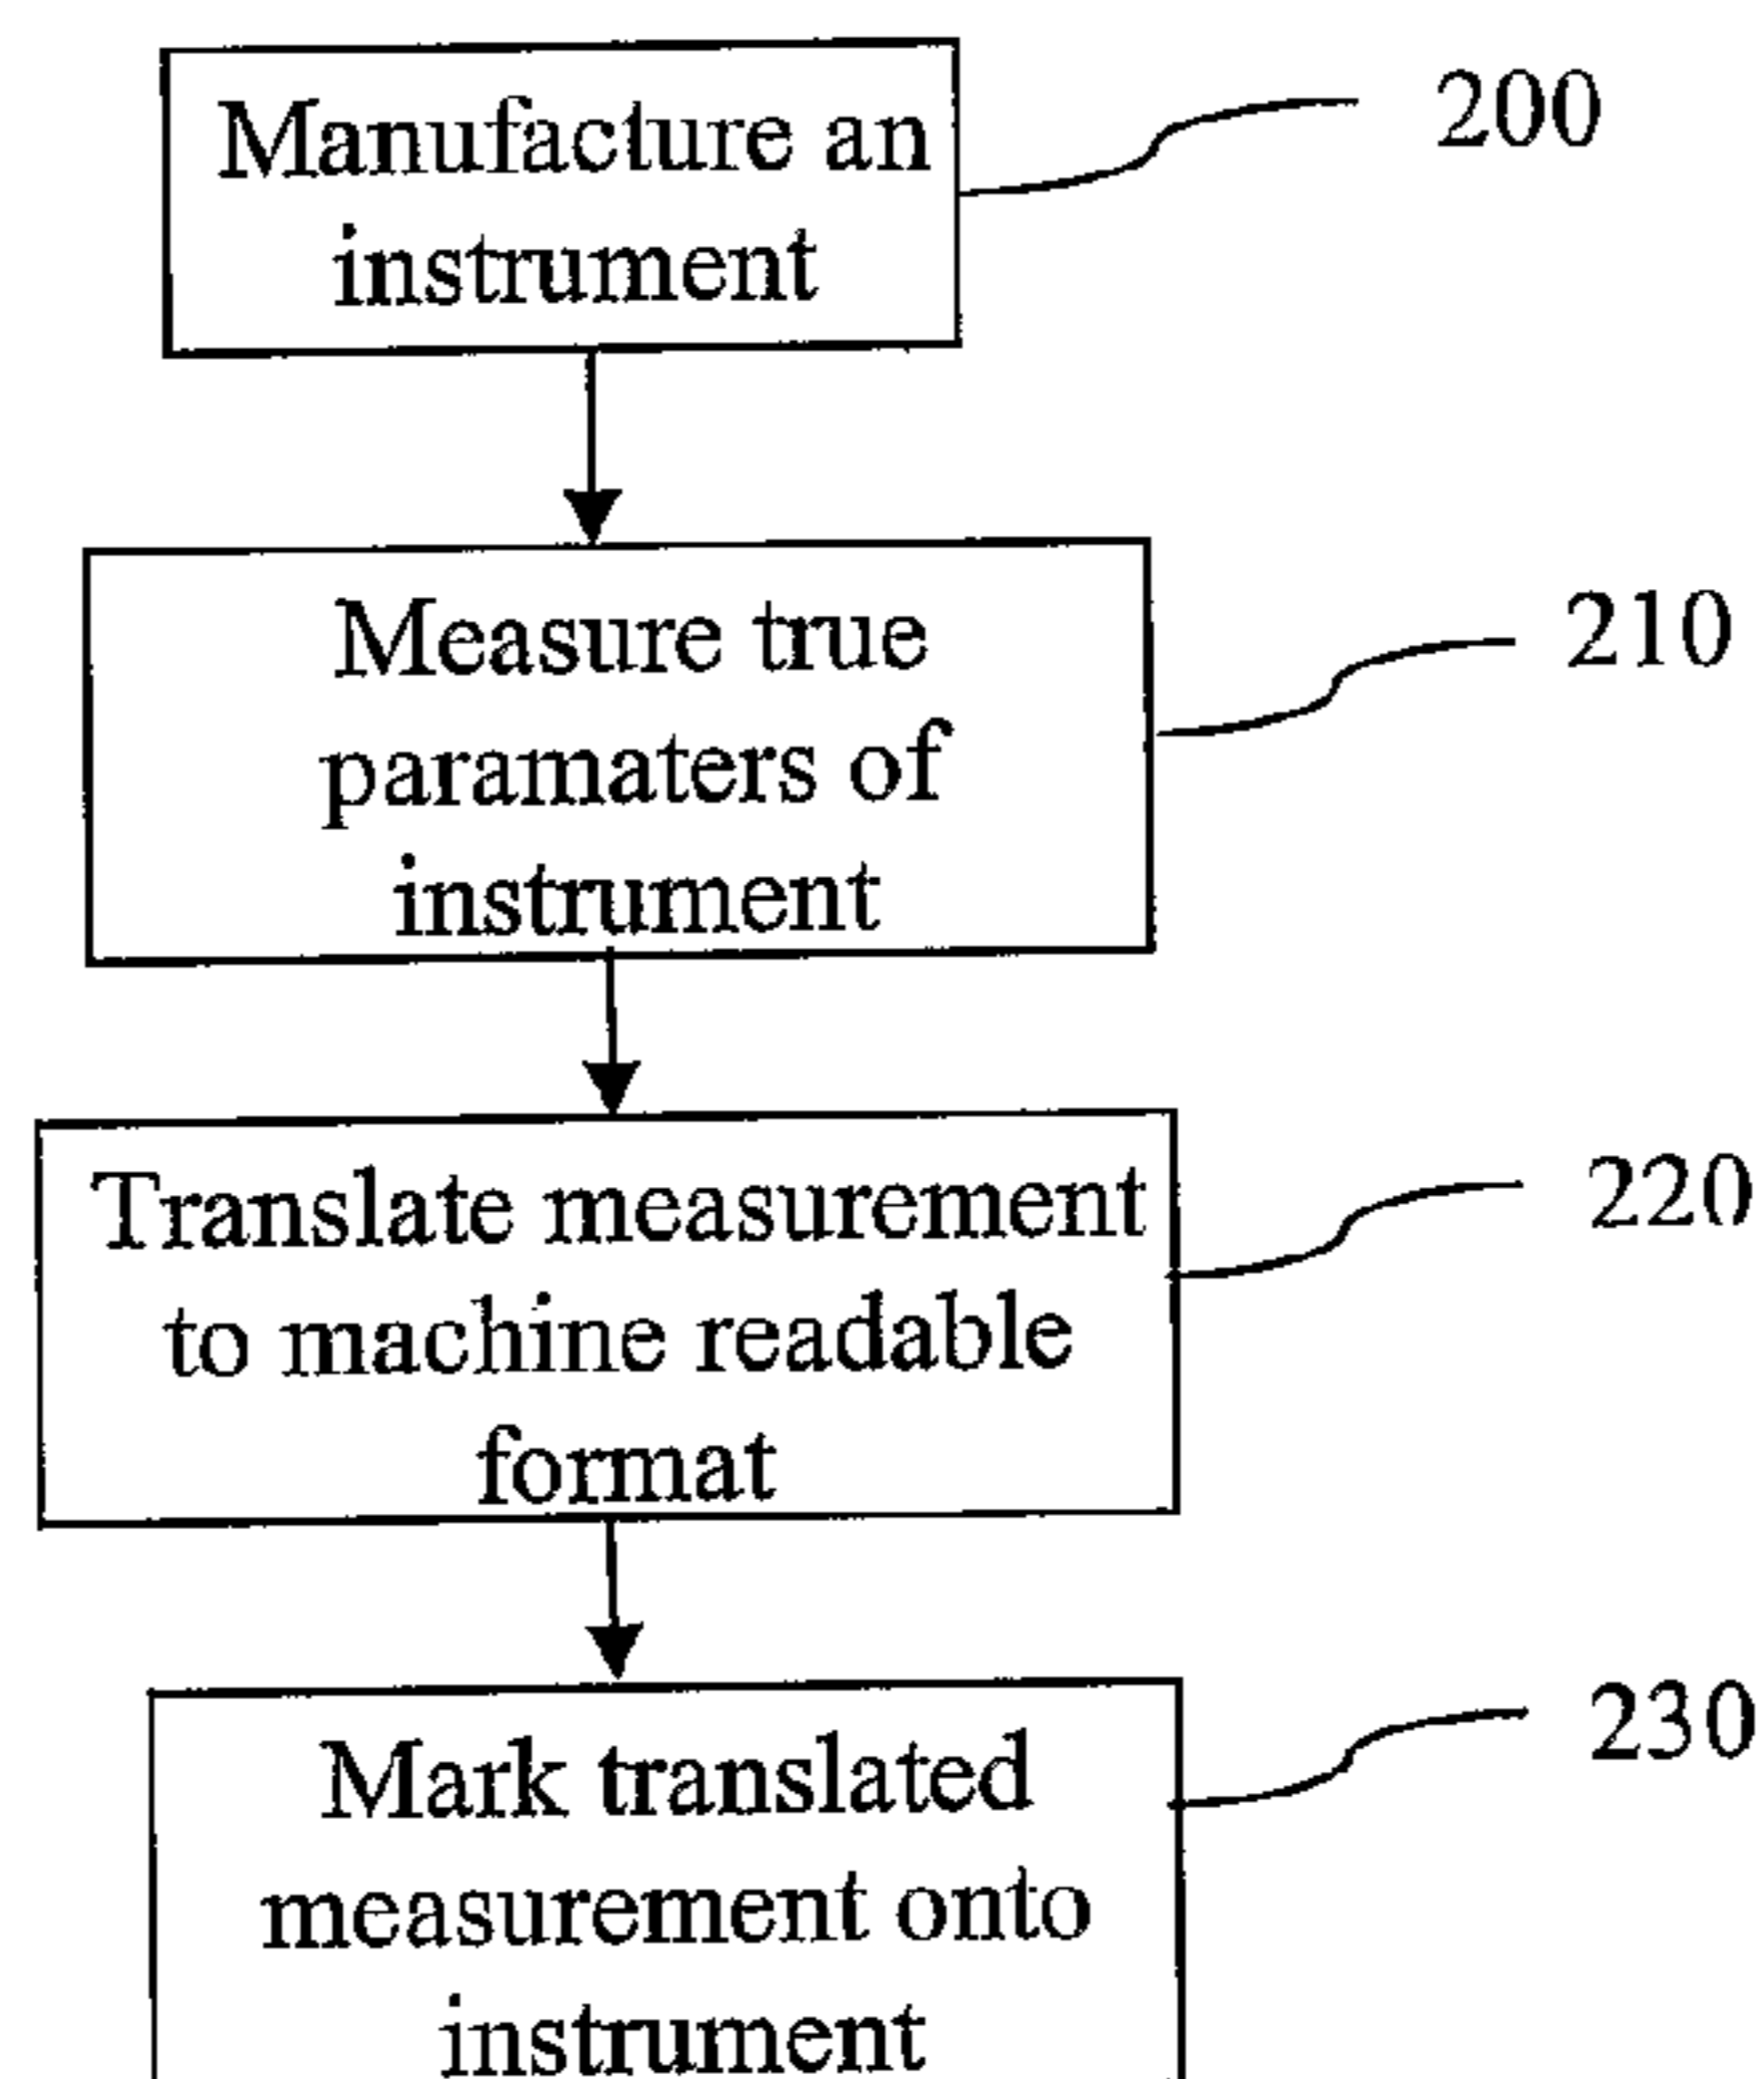 Manufacture an
instrument
200
Measure true
paramaters of
instrument
210
Translate measurement
to machine readable
format
220
Mark translated
measurement onto
instrument
230